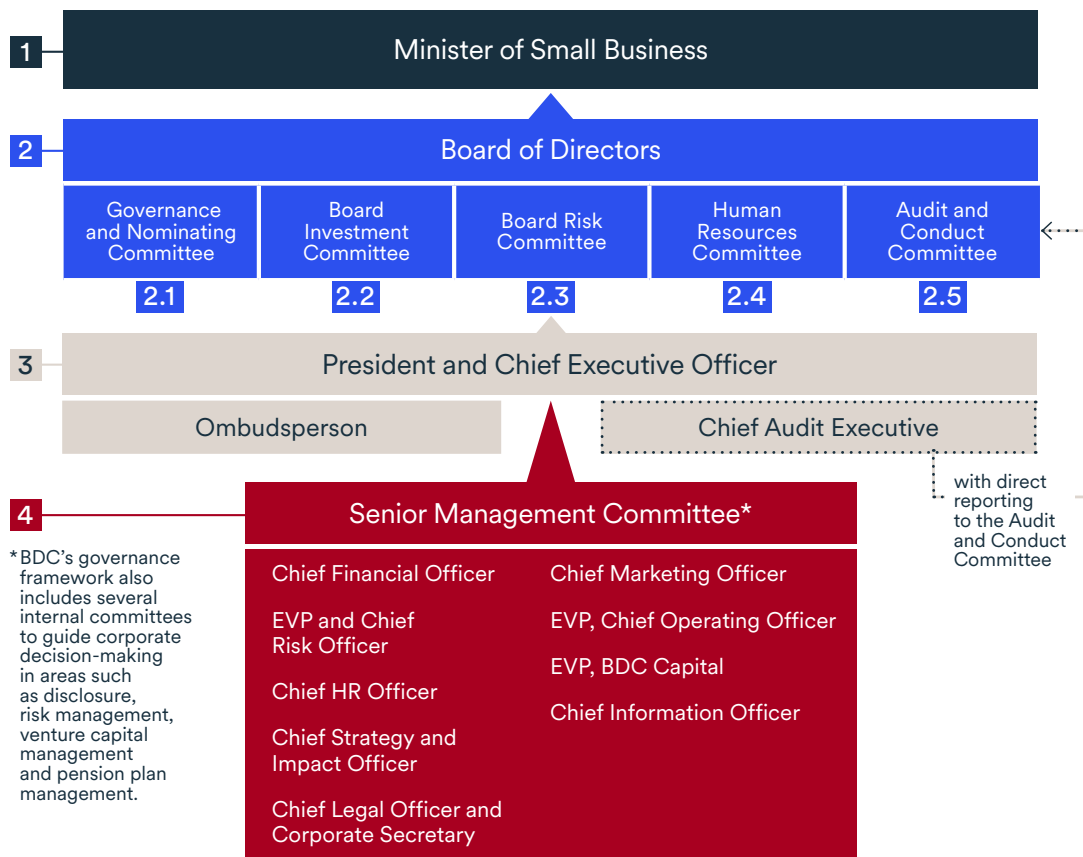 1
Minister of Small Business
2
Board of Directors
Governance
and Nominating
Committee
Board
Investment
Committee
Board Risk
Committee
Human
Resources
Committee
Audit and
Conduct
Committee
2.1
2.2
2.3
2.4
2.5
3
President and Chief Executive Officer
Ombudsperson
Chief Audit Executive
with direct
reporting
to the Audit
and Conduct
Committee
4
Senior Management Committee*
Chief Financial Officer
EVP and Chief
Risk Officer
Chief HR Officer
Chief Strategy and
Impact Officer
Chief Legal Officer and
Corporate Secretary
Chief Marketing Officer
EVP, Chief Operating Officer
EVP, BDC Capital
Chief Information Officer
*BDC’s governance
framework also
includes several
internal committees
to guide corporate
decision-making
in areas such
as disclosure,
risk management,
venture capital
management
and pension plan
management.